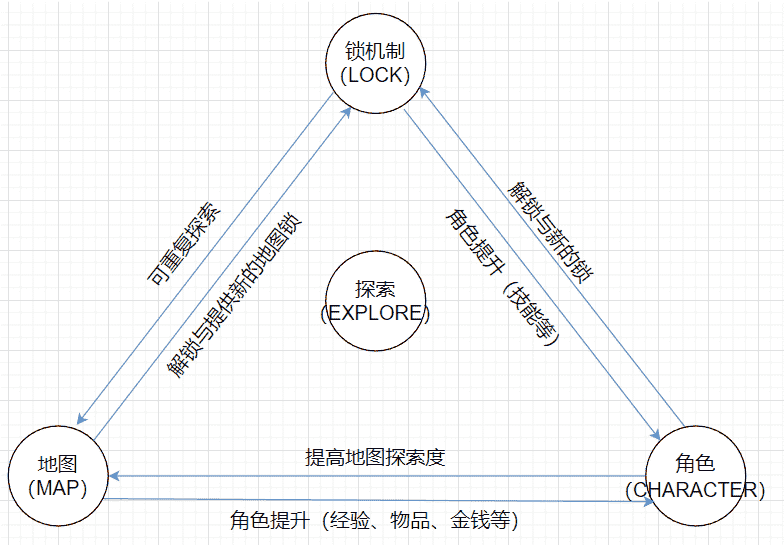 锁机制
(LOCK)
可重复探索
解锁与提供新的地图锁
角色提升（技能等）
解锁与新的锁
探索
(EXPLORE)
地图
(MAP)
提高地图探索度
角色提升（经验、物品、金钱等）
角色
(CHARACTER)